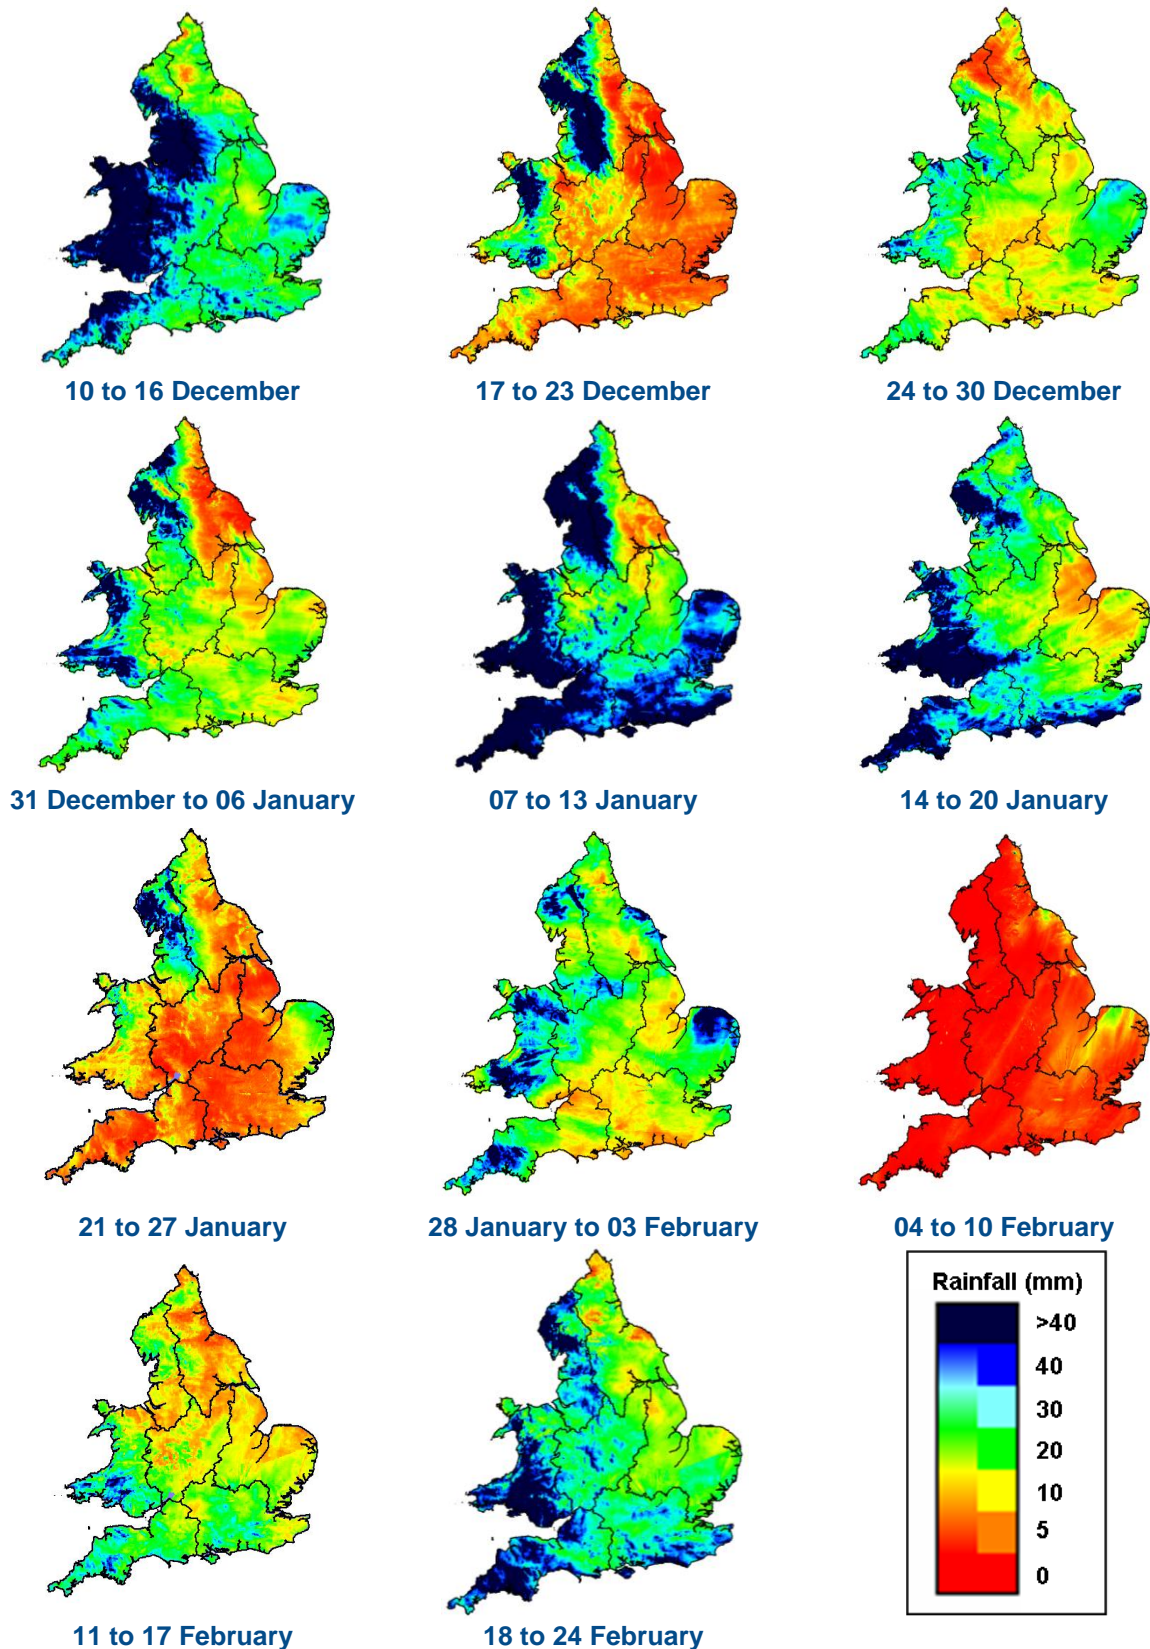 10 to 16 December
17 to 23 December
24 to 30 December
31 December to 06 January
07 to 13 January
14 to 20 January
21 to 27 January
28 January to 03 February
04 to 10 February
Rainfall (mm)
>40
40
30
20
10
5
0
11 to 17 February
18 to 24 February